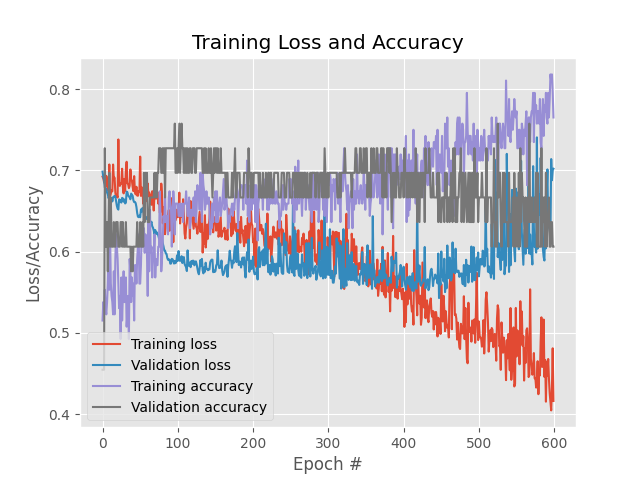 Training Loss and Accuracy
0.8
0.7
0.6
0.5
0.4
Loss/Accuracy
Training loss
Validation loss
Training accuracy
Validation accuracy
0 100 200 300 400 500 600
Epoch #